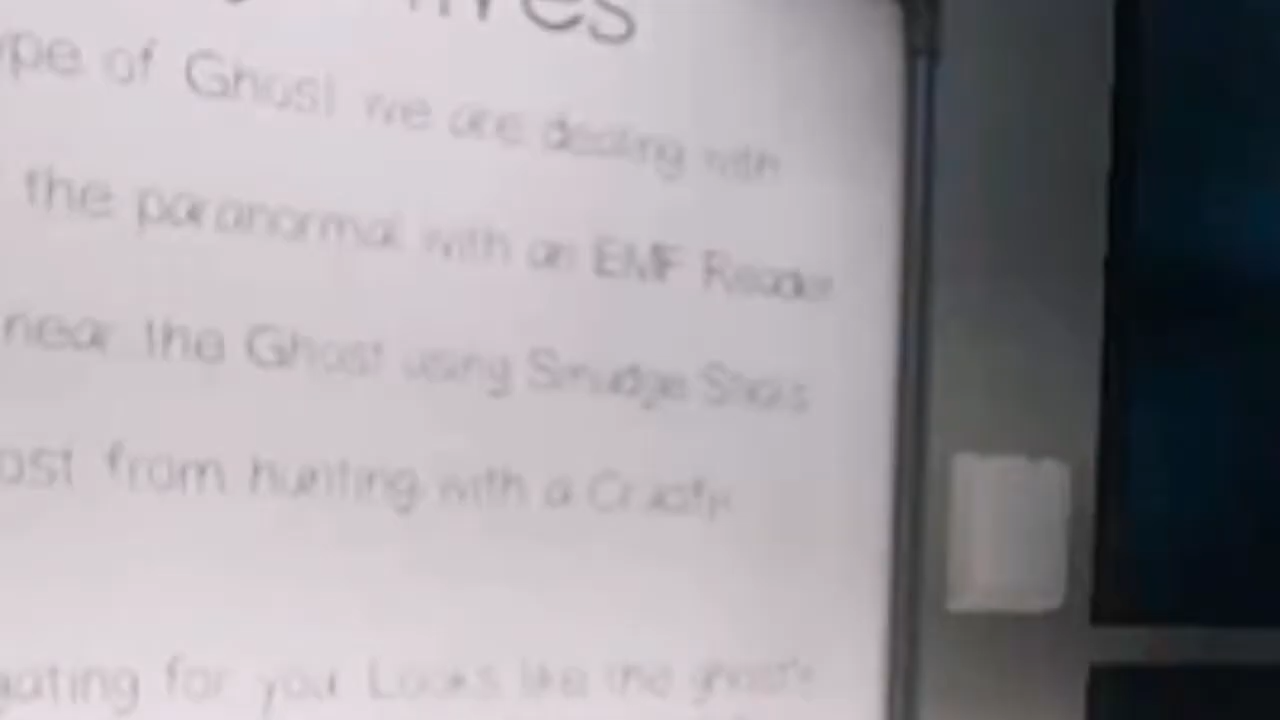 ype of Ghost we are dealing with
the paranormal with an EMF Reader
near the Ghost using Smudge Sticks
ost from hunting with a Crucifix
gating for you. Looks like the ghost's